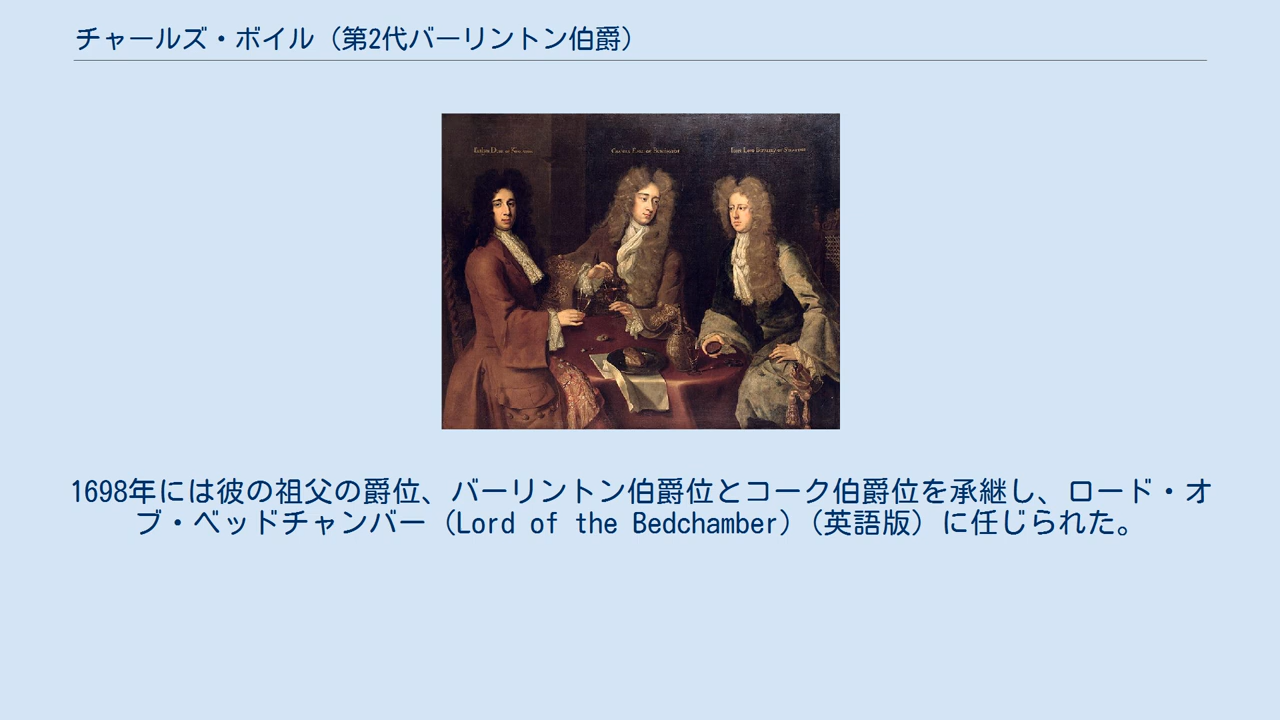 チャールズ・ボイル（第2代バーリントン伯爵）
1698年には彼の祖父の爵位、バーリントン伯爵位とコーク伯爵位を承継し、ロード・オ
ブ・ベッドチャンバー（Lord of the Bedchamber）（英語版）に任じられた。